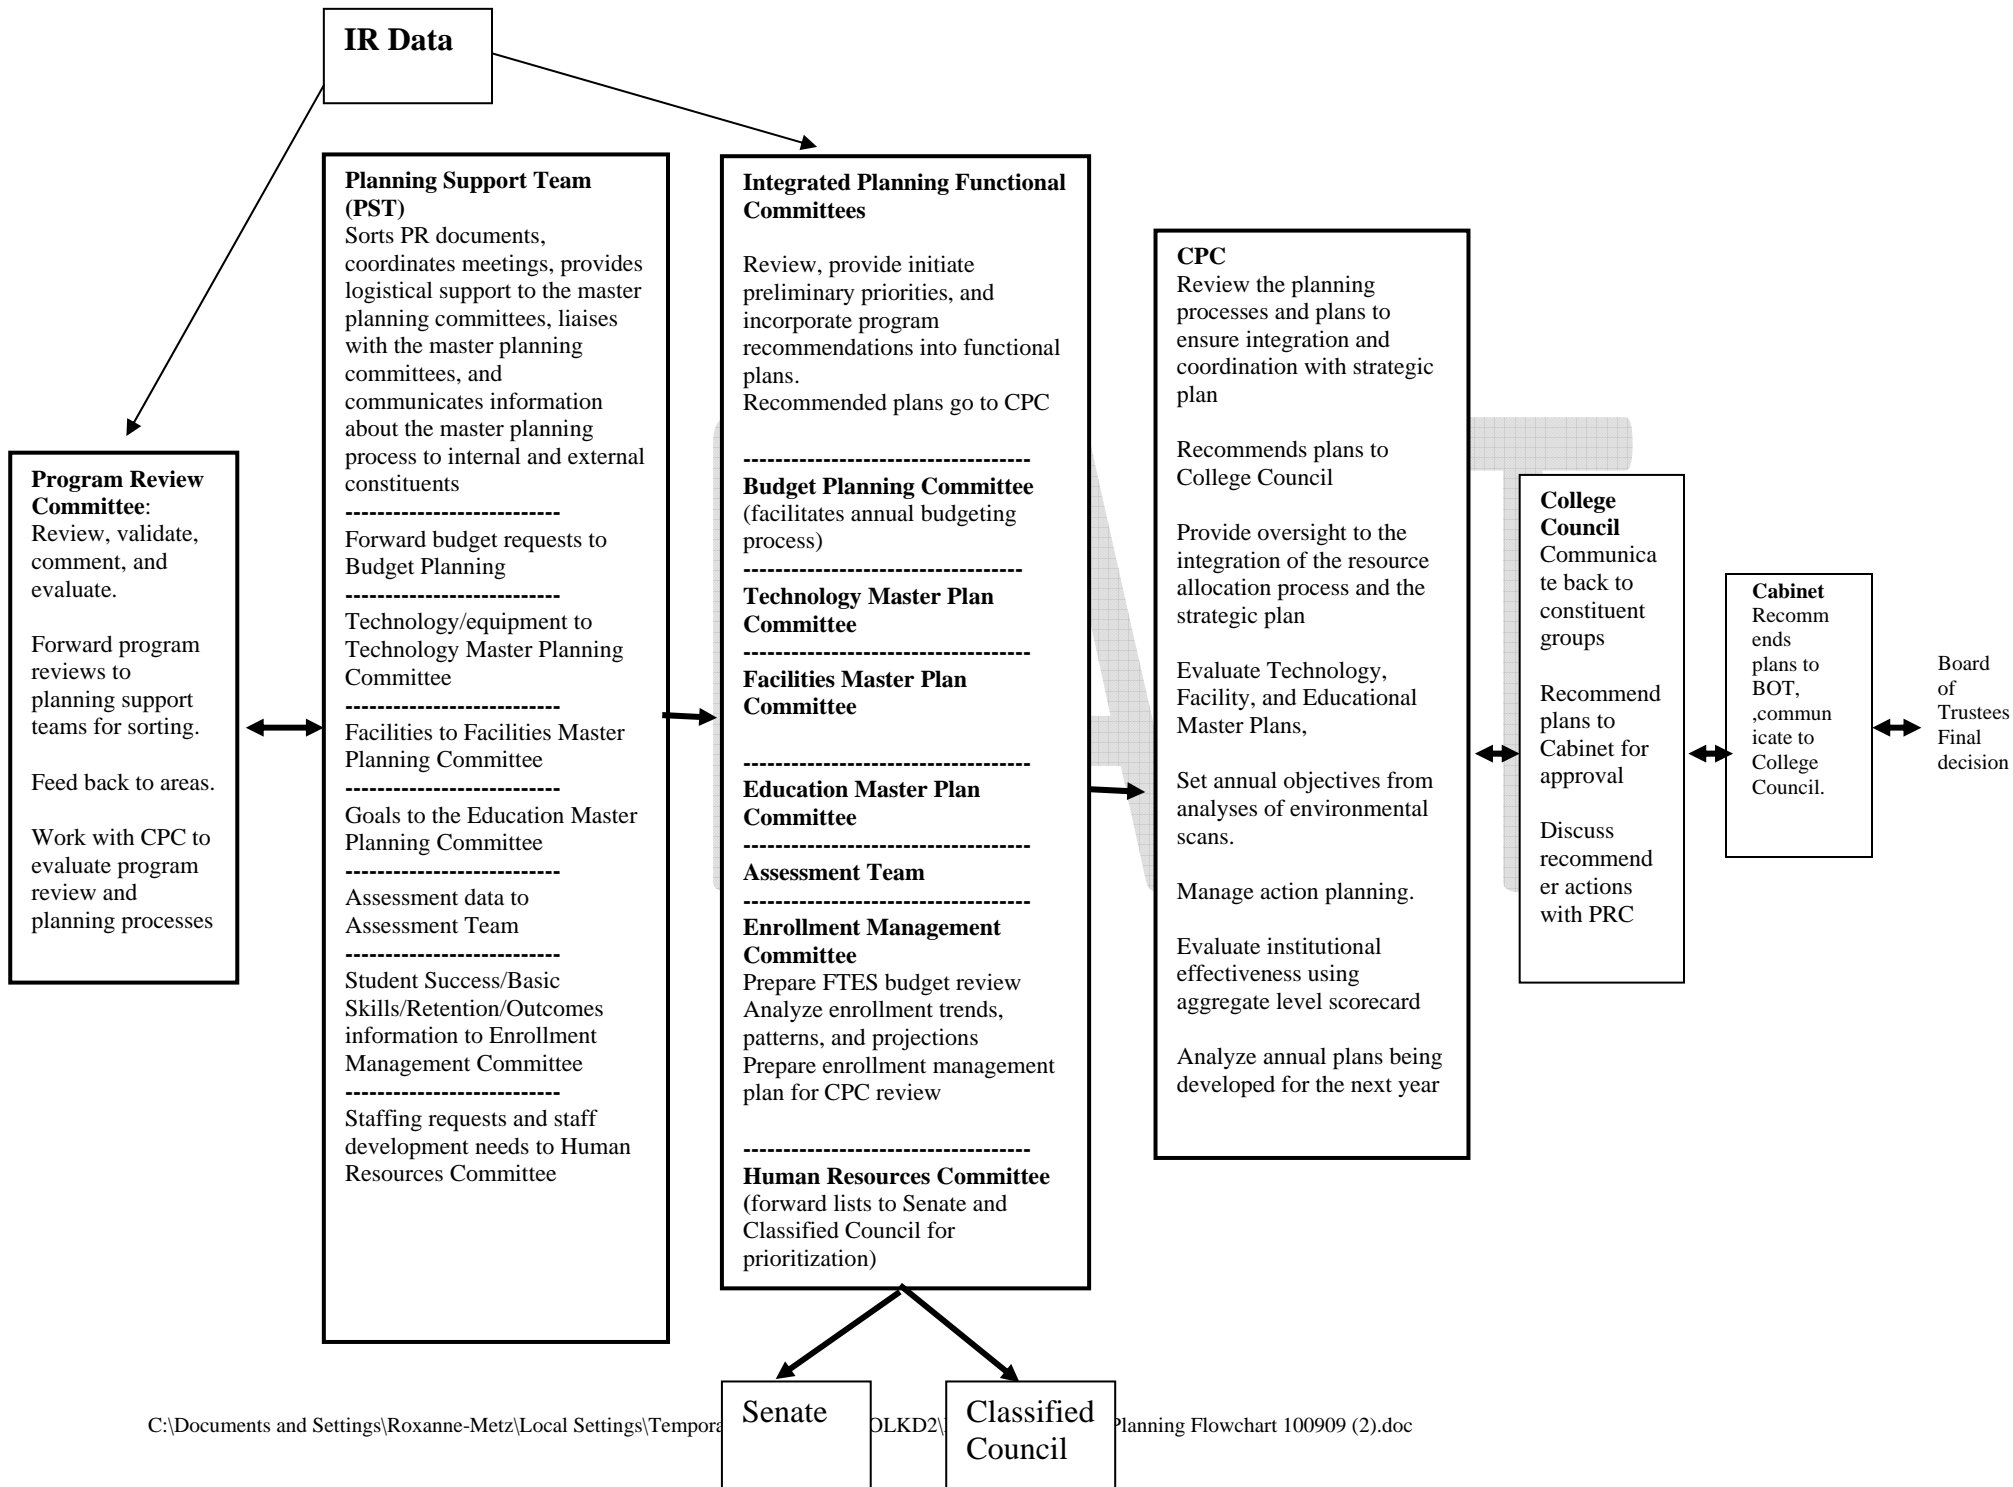 IR Data
Program Review
Committee:
Review, validate,
comment, and
evaluate.
Forward program
reviews to
planning support
teams for sorting.
Feed back to areas.
Work with CPC to
evaluate program
review and
planning processes
Planning Support Team
(PST)
Sorts PR documents,
coordinates meetings, provides
logistical support to the master
planning committees, liaises
with the master planning
committees, and
communicates information
about the master planning
process to internal and external
constituents
---------------------------
Forward budget requests to
Budget Planning
---------------------------
Technology/equipment to
Technology Master Planning
Committee
---------------------------
Facilities to Facilities Master
Planning Committee
---------------------------
Goals to the Education Master
Planning Committee
---------------------------
Assessment data to
Assessment Team
---------------------------
Student Success/Basic
Skills/Retention/Outcomes
information to Enrollment
Management Committee
---------------------------
Staffing requests and staff
development needs to Human
Resources Committee
Integrated Planning Functional
Committees
Review, provide initiate
preliminary priorities, and
incorporate program
recommendations into functional
plans.
Recommended plans go to CPC
------------------------------------
Budget Planning Committee
(facilitates annual budgeting
process)
-----------------------------------
Technology Master Plan
Committee
------------------------------------
Facilities Master Plan
Committee
------------------------------------
Education Master Plan
Committee
------------------------------------
Assessment Team
------------------------------------
Enrollment Management
Committee
Prepare FTES budget review
Analyze enrollment trends,
patterns, and projections
Prepare enrollment management
plan for CPC review
------------------------------------
Human Resources Committee
(forward lists to Senate and
Classified Council for
prioritization)
CPC
Review the planning
processes and plans to
ensure integration and
coordination with strategic
plan
Recommends plans to
College Council
Provide oversight to the
integration of the resource
allocation process and the
strategic plan
Evaluate Technology,
Facility, and Educational
Master Plans,
Set annual objectives from
analyses of environmental
scans.
Manage action planning.
Evaluate institutional
effectiveness using
aggregate level scorecard
Analyze annual plans being
developed for the next year
College
Council
Communica
te back to
constituent
groups
Recommend
plans to
Cabinet for
approval
Discuss
recommend
er actions
with PRC
Cabinet
Recomm
ends
plans to
BOT,
,commun
icate to
College
Council.
Board
of
Trustees
Final
decision
Senate
Classified
Council
C:\Documents and Settings\Roxanne-Metz\Local Settings\Tempora OLKD2\ Planning Flowchart 100909 (2).doc